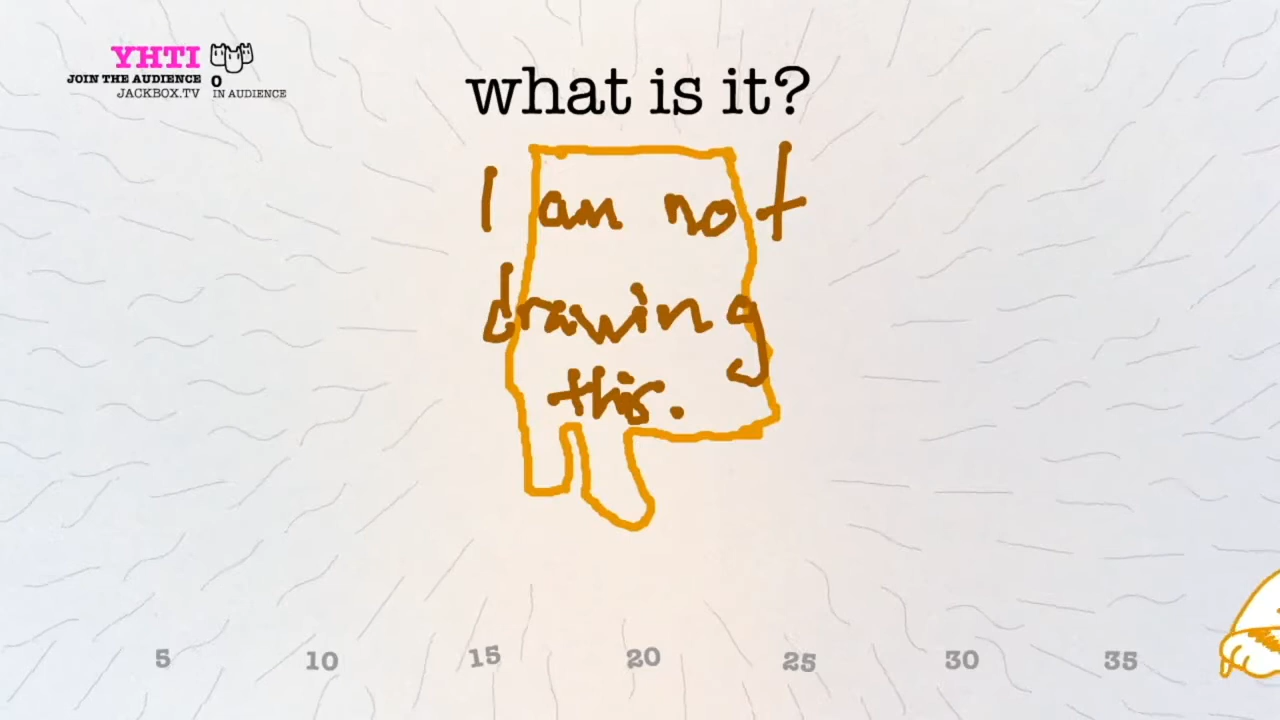 YHTI
JOIN THE AUDIENCE
JACKBOX.TV
0
IN AUDIENCE
what is it?
I am not
drawing
this.
5 10 15 20 25 30 35